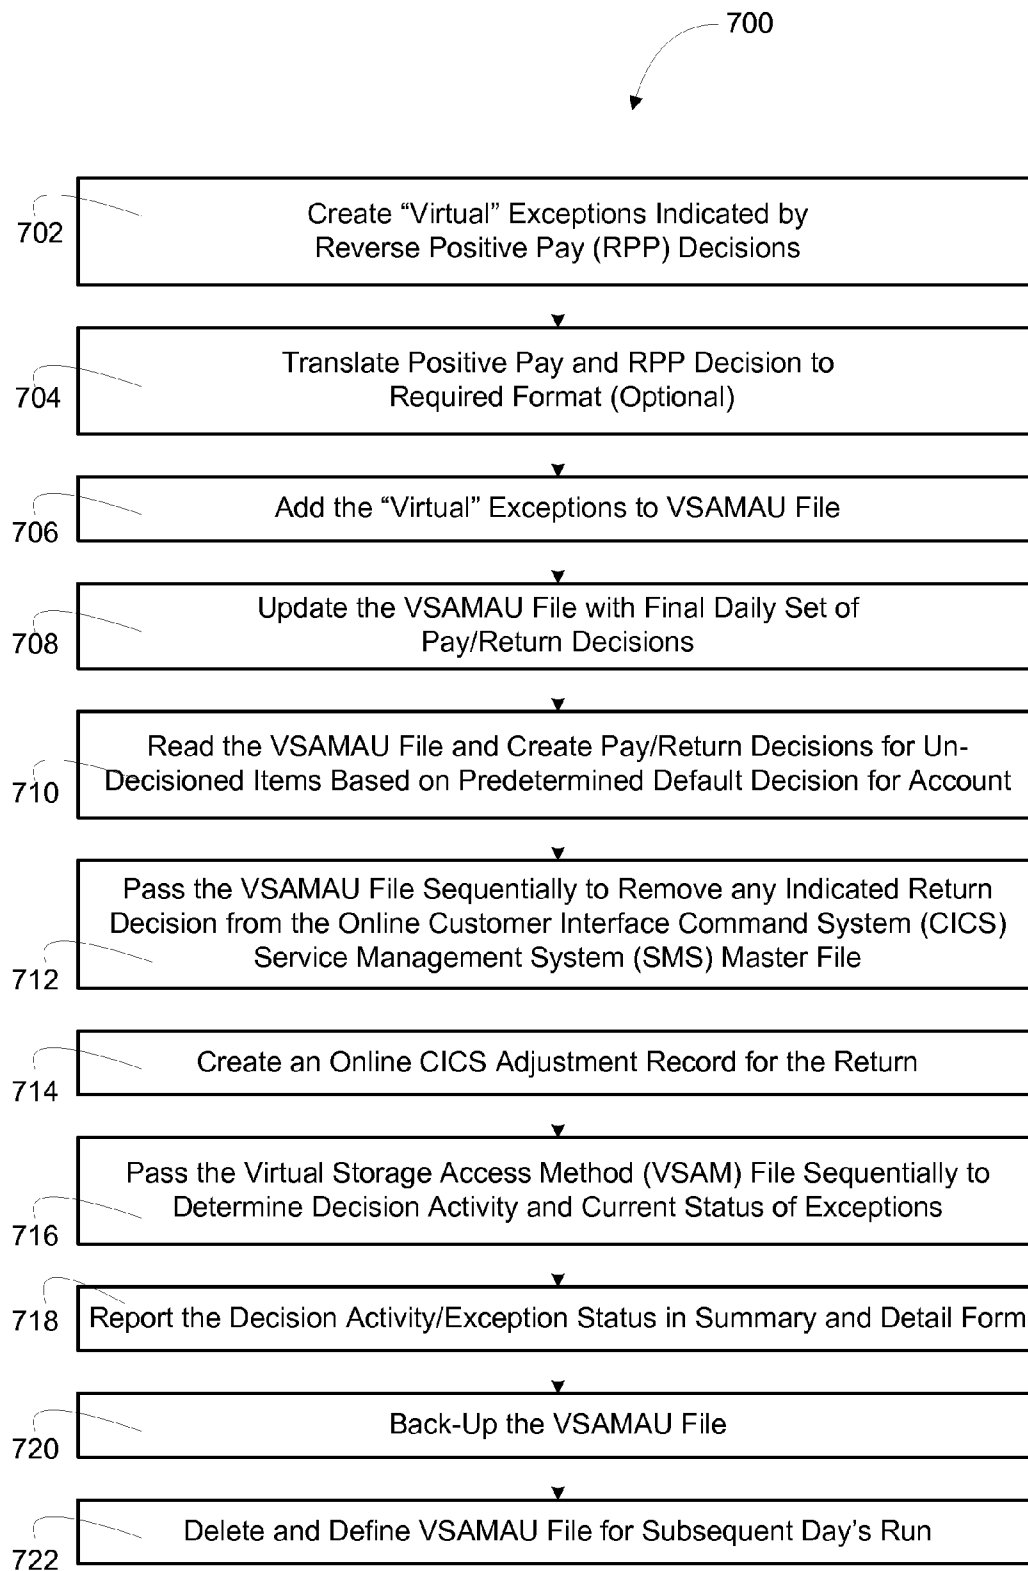 700
702
Create “Virtual” Exceptions Indicated by
Reverse Positive Pay (RPP) Decisions
704
Translate Positive Pay and RPP Decision to
Required Format (Optional)
706
Add the “Virtual” Exceptions to VSAMAU File
708
Update the VSAMAU File with Final Daily Set of
Pay/Return Decisions
710
Read the VSAMAU File and Create Pay/Return Decisions for Un-
Decisioned Items Based on Predetermined Default Decision for Account
712
Pass the VSAMAU File Sequentially to Remove any Indicated Return
Decision from the Online Customer Interface Command System (CICS)
Service Management System (SMS) Master File
714
Create an Online CICS Adjustment Record for the Return
716
Pass the Virtual Storage Access Method (VSAM) File Sequentially to
Determine Decision Activity and Current Status of Exceptions
718
Report the Decision Activity/Exception Status in Summary and Detail Form
720
Back-Up the VSAMAU File
722
Delete and Define VSAMAU File for Subsequent Day’s Run